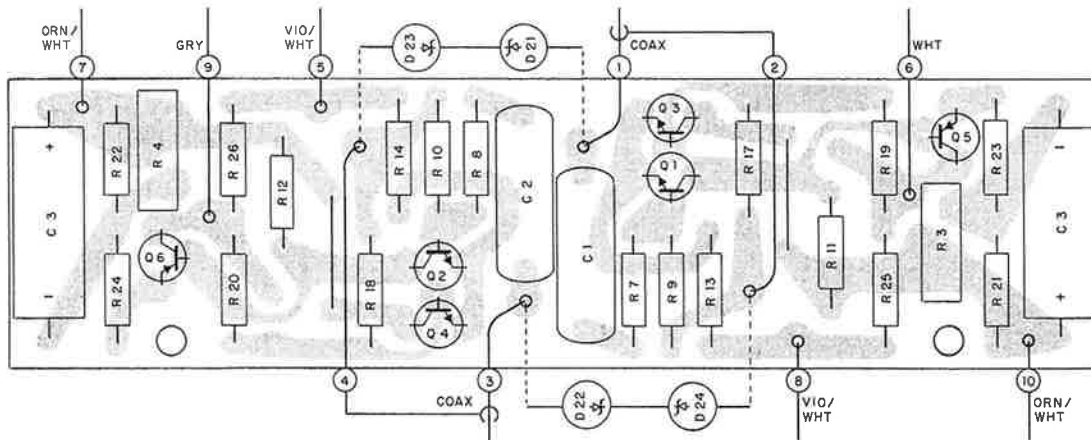 ORN/
WHT
7
GRY
9
VIO/
WHT
5
D23
D21
1
COAX
2
WHT
6
C3
+
–
R22
R4
R26
R12
R14
R10
R8
C2
Q3
Q1
R17
R19
Q5
R23
C3
–
+
R24
Q6
R20
R18
Q2
Q4
C1
R7
R9
R13
R11
R25
R3
R21
4
COAX
3
D22
D24
8
VIO/
WHT
10
ORN/
WHT